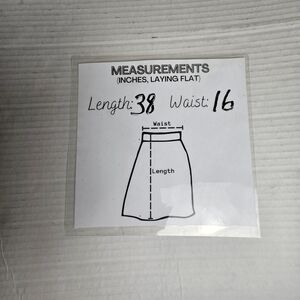 MEASUREMENTS
(INCHES, LAYING FLAT)
Length: 38 Waist: 16
Waist
Length